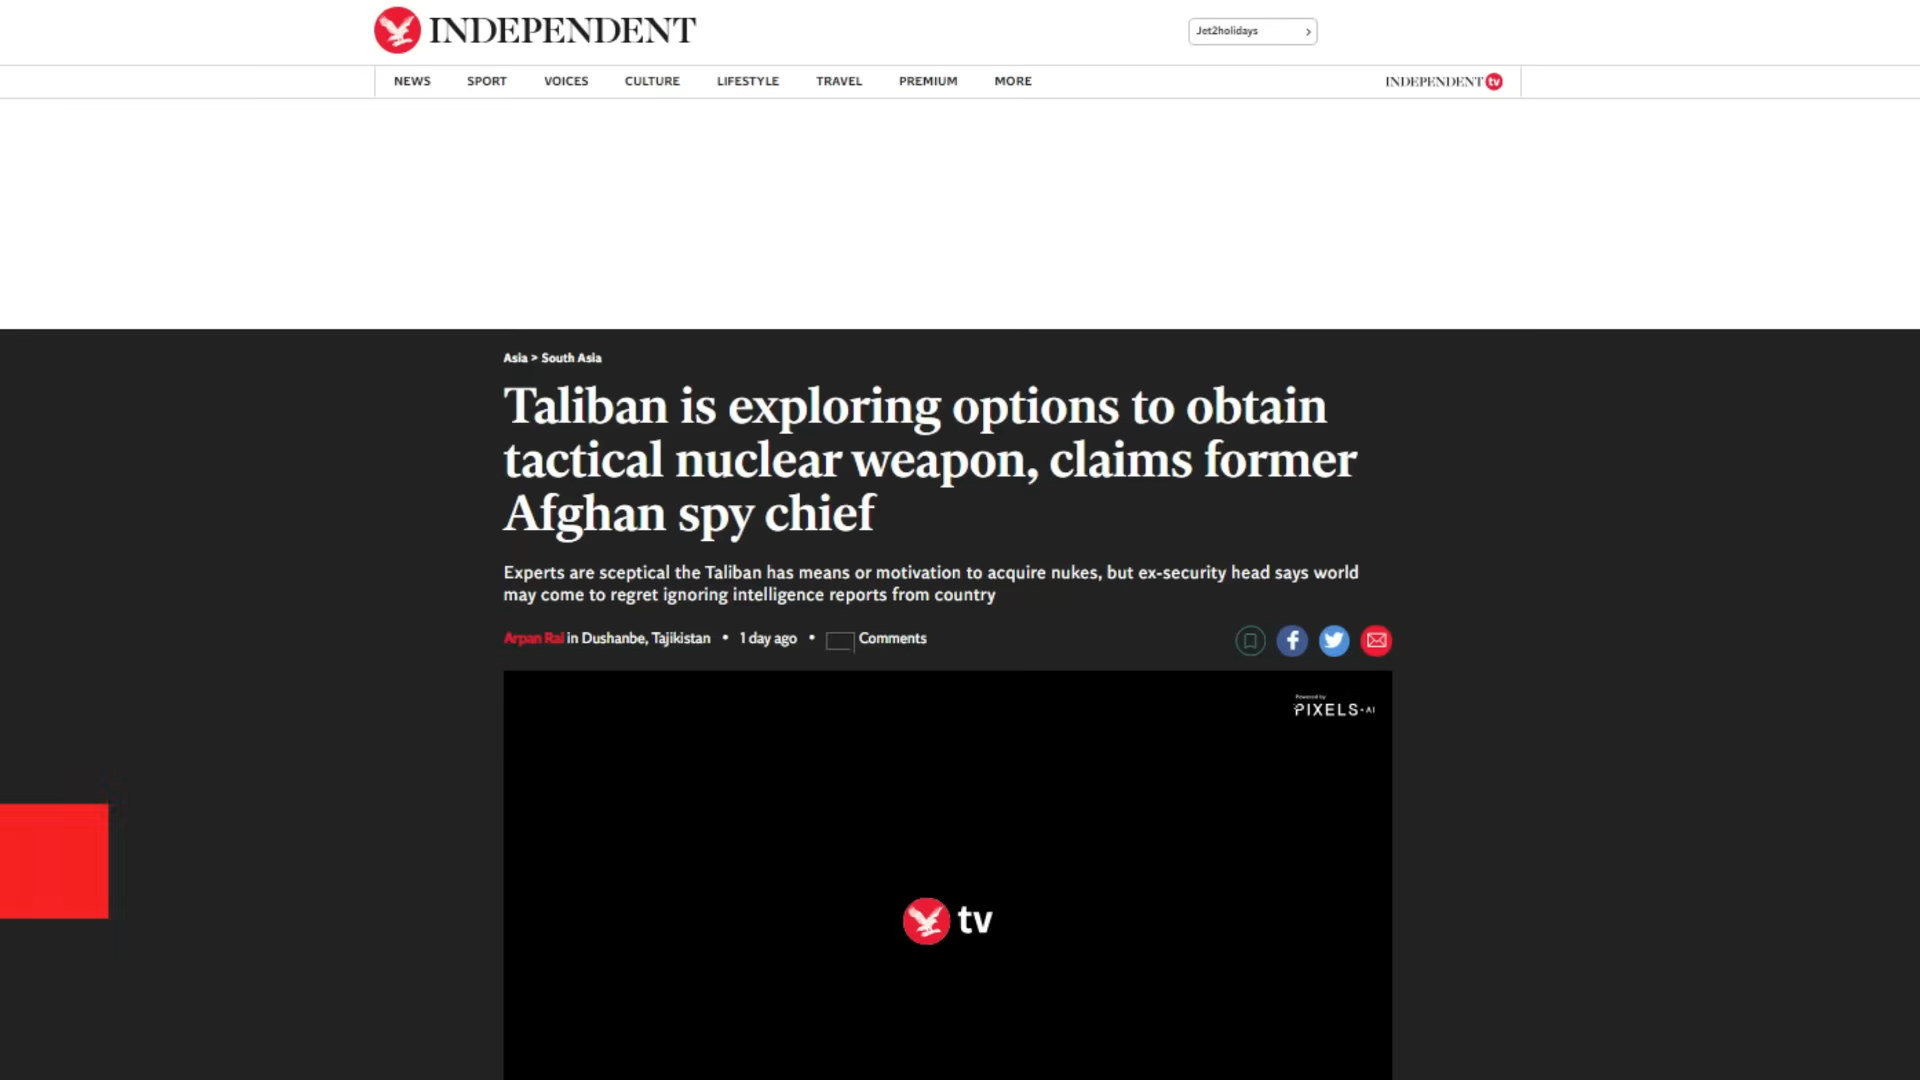 INDEPENDENT
Jet2holidays
NEWS SPORT VOICES CULTURE LIFESTYLE TRAVEL PREMIUM MORE INDEPENDENT tv
Asia > South Asia
Taliban is exploring options to obtain
tactical nuclear weapon, claims former
Afghan spy chief
Experts are sceptical the Taliban has means or motivation to acquire nukes, but ex-security head says world
may come to regret ignoring intelligence reports from country
Arpan Rai in Dushanbe, Tajikistan • 1 day ago • Comments
Powered by
PIXELS·AI
tv